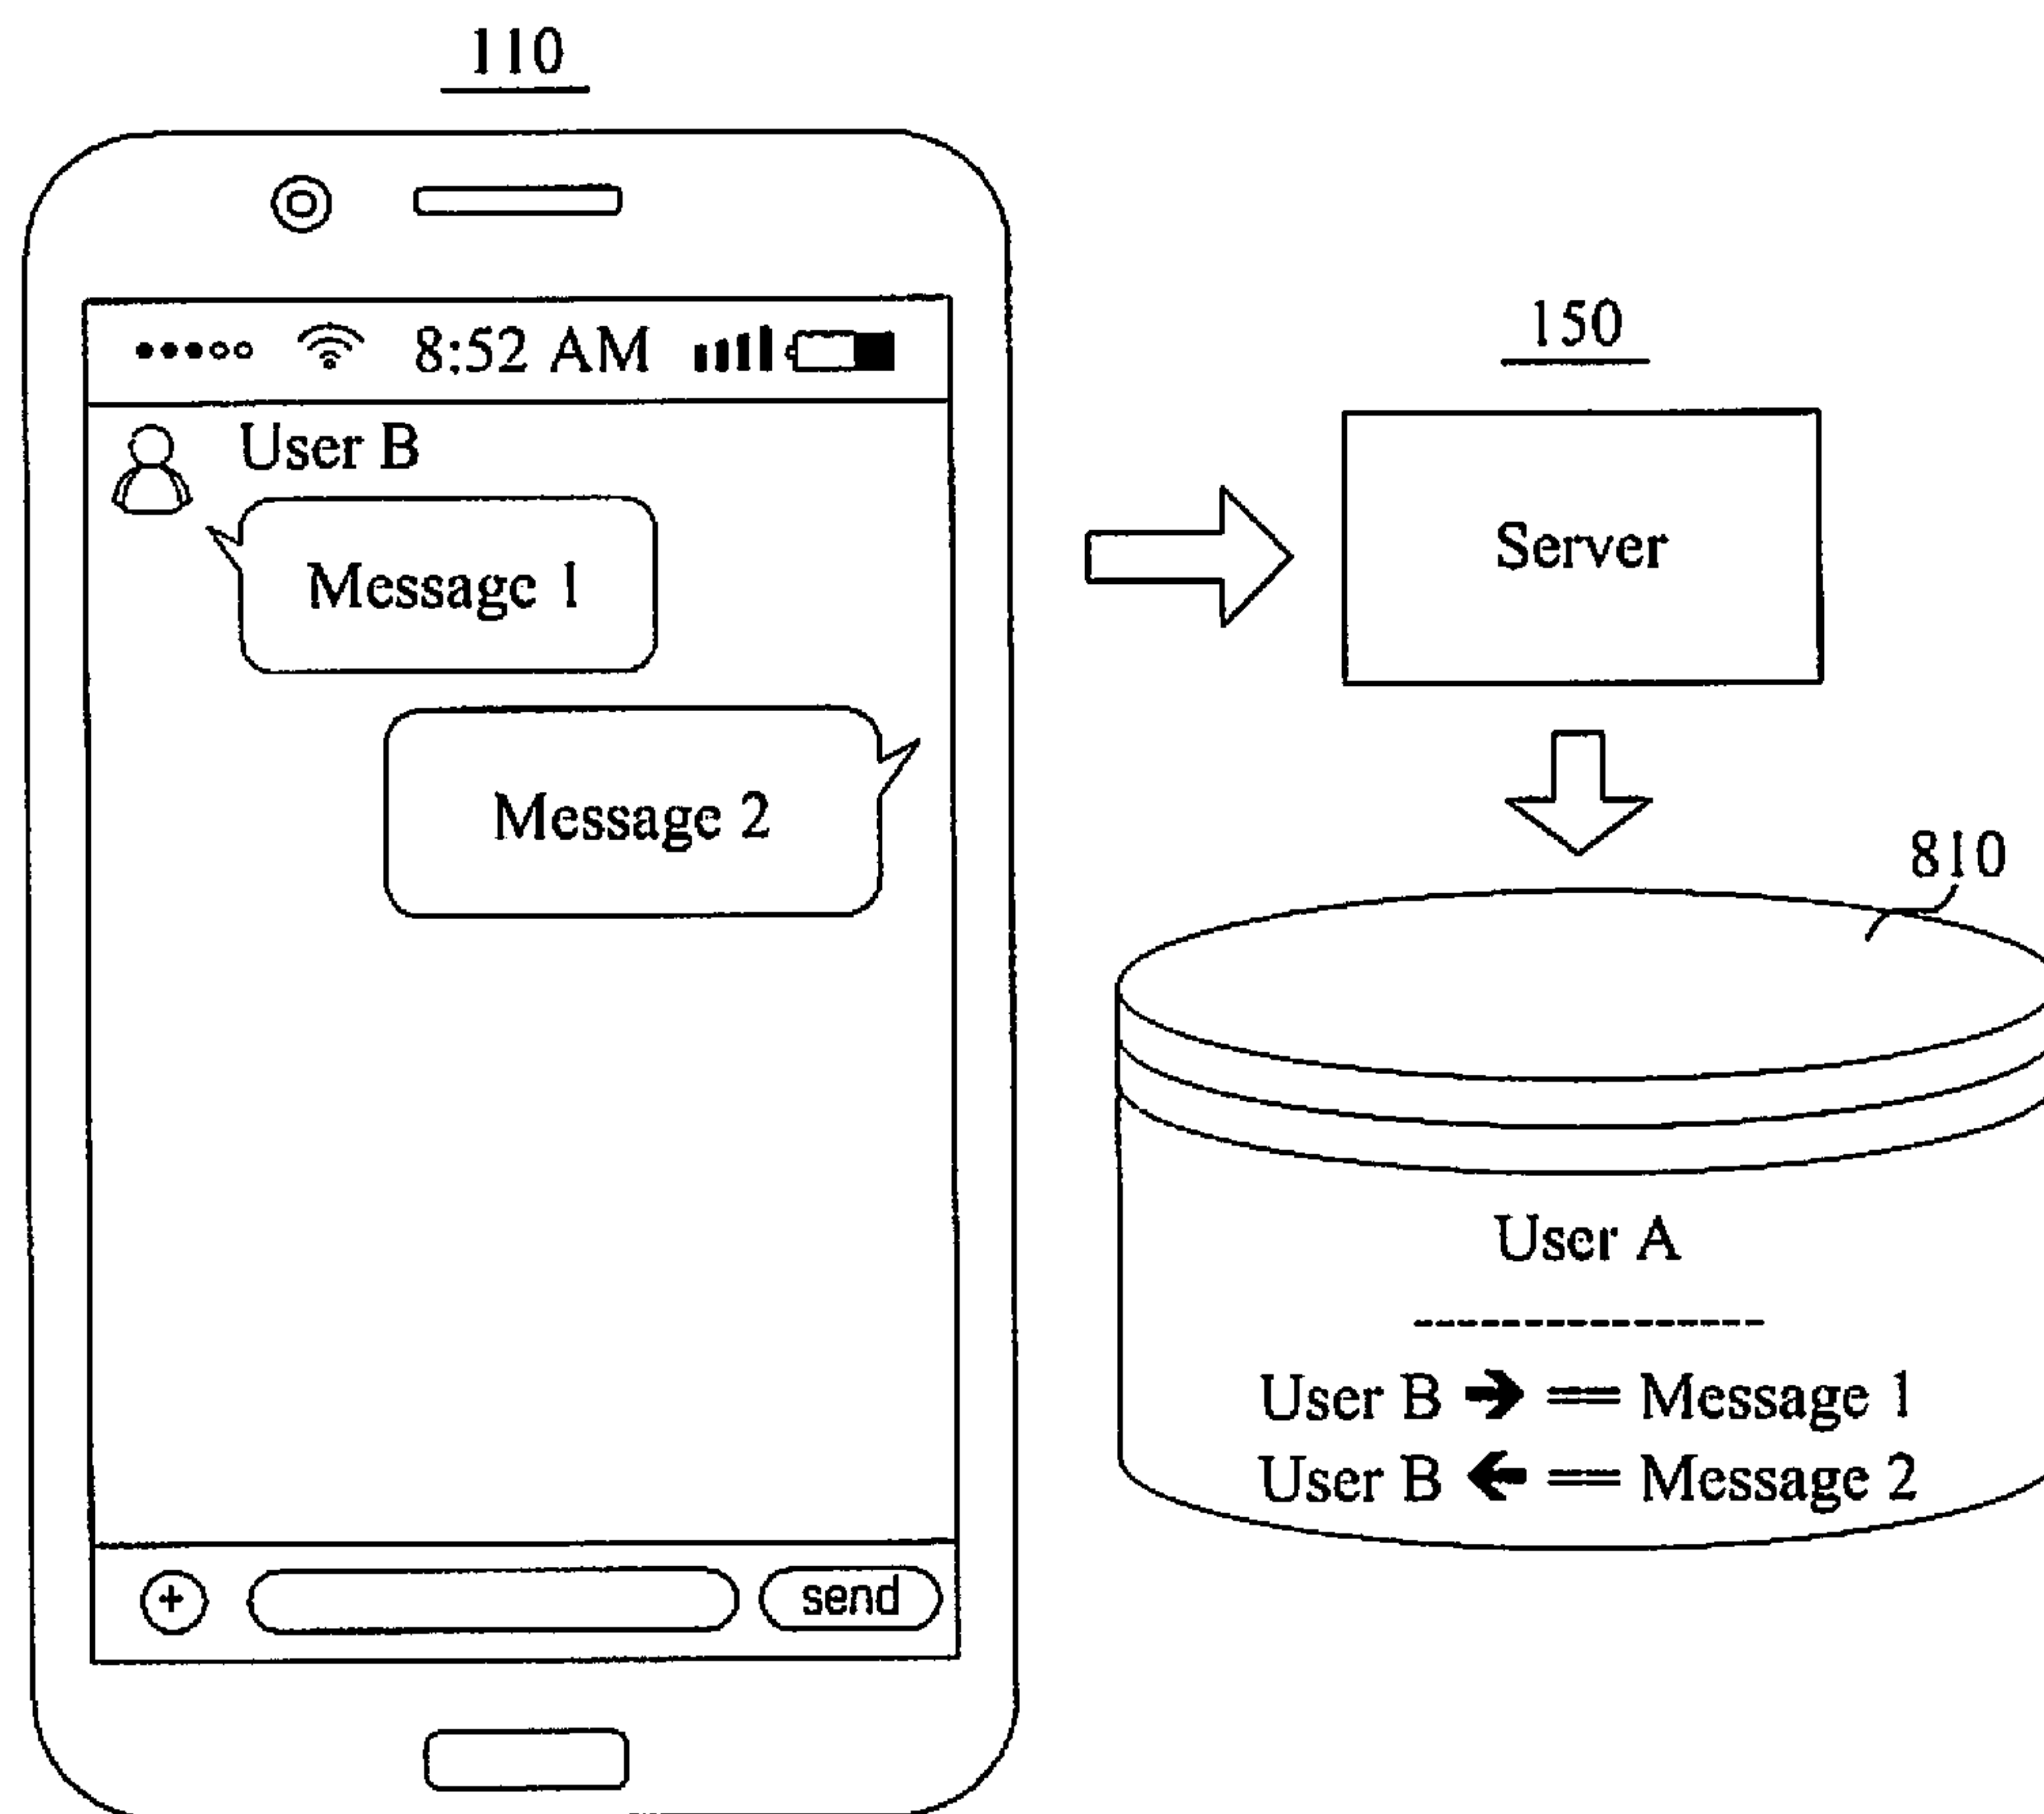 110
8:52 AM
User B
Message 1
Message 2
+
send
150
Server
810
User A
----------------
User B → == Message 1
User B ← == Message 2